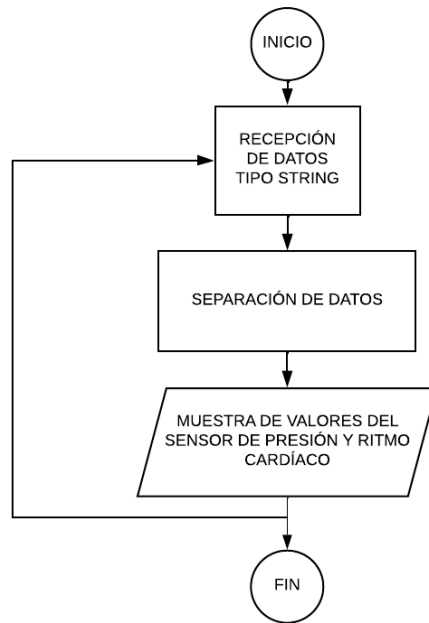 INICIO
RECEPCIÓN
DE DATOS
TIPO STRING
SEPARACIÓN DE DATOS
MUESTRA DE VALORES DEL
SENSOR DE PRESIÓN Y RITMO
CARDÍACO
FIN